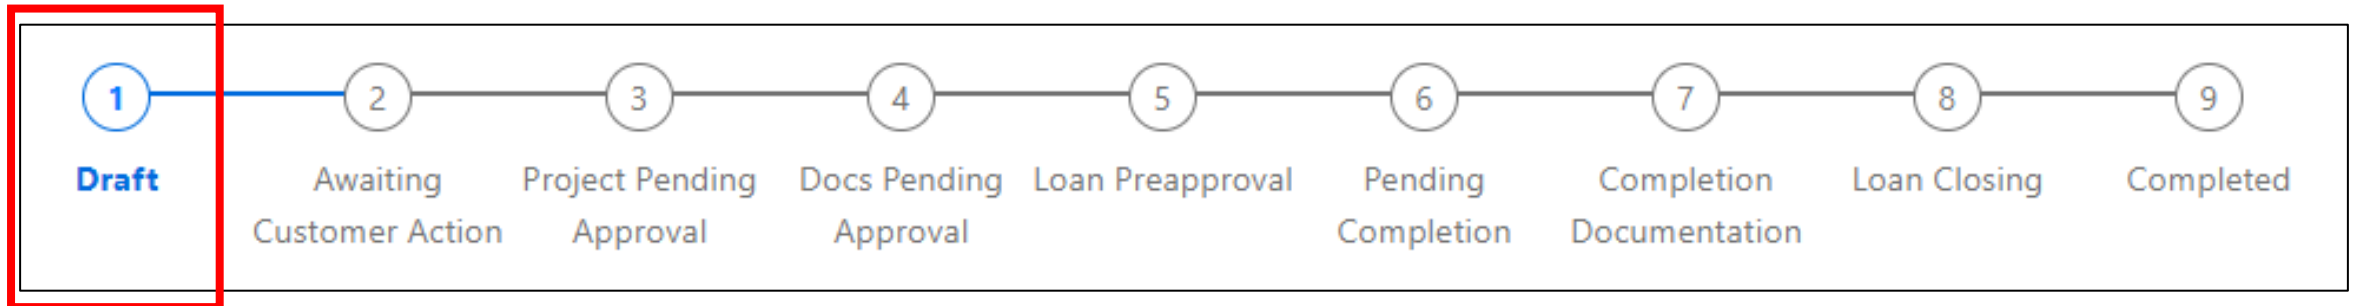 1 2 3 4 5 6 7 8 9
Draft Awaiting Project Pending Docs Pending Loan Preapproval Pending Completion Loan Closing Completed
Customer Action Approval Approval Completion Documentation